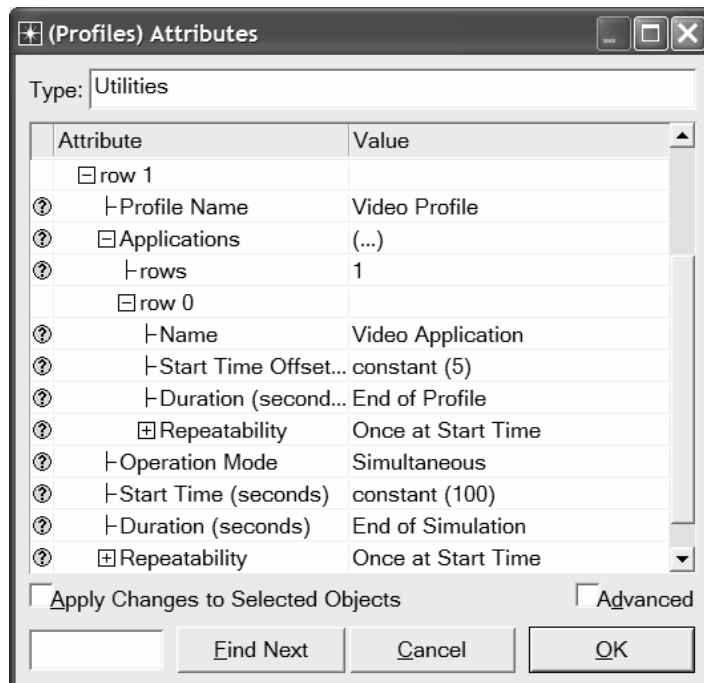 (Profiles) Attributes
Type: Utilities
Attribute Value
row 1
Profile Name Video Profile
Applications (...)
rows 1
row 0
Name Video Application
Start Time Offset... constant (5)
Duration (second... End of Profile
Repeatability Once at Start Time
Operation Mode Simultaneous
Start Time (seconds) constant (100)
Duration (seconds) End of Simulation
Repeatability Once at Start Time
Apply Changes to Selected Objects Advanced
Find Next Cancel OK